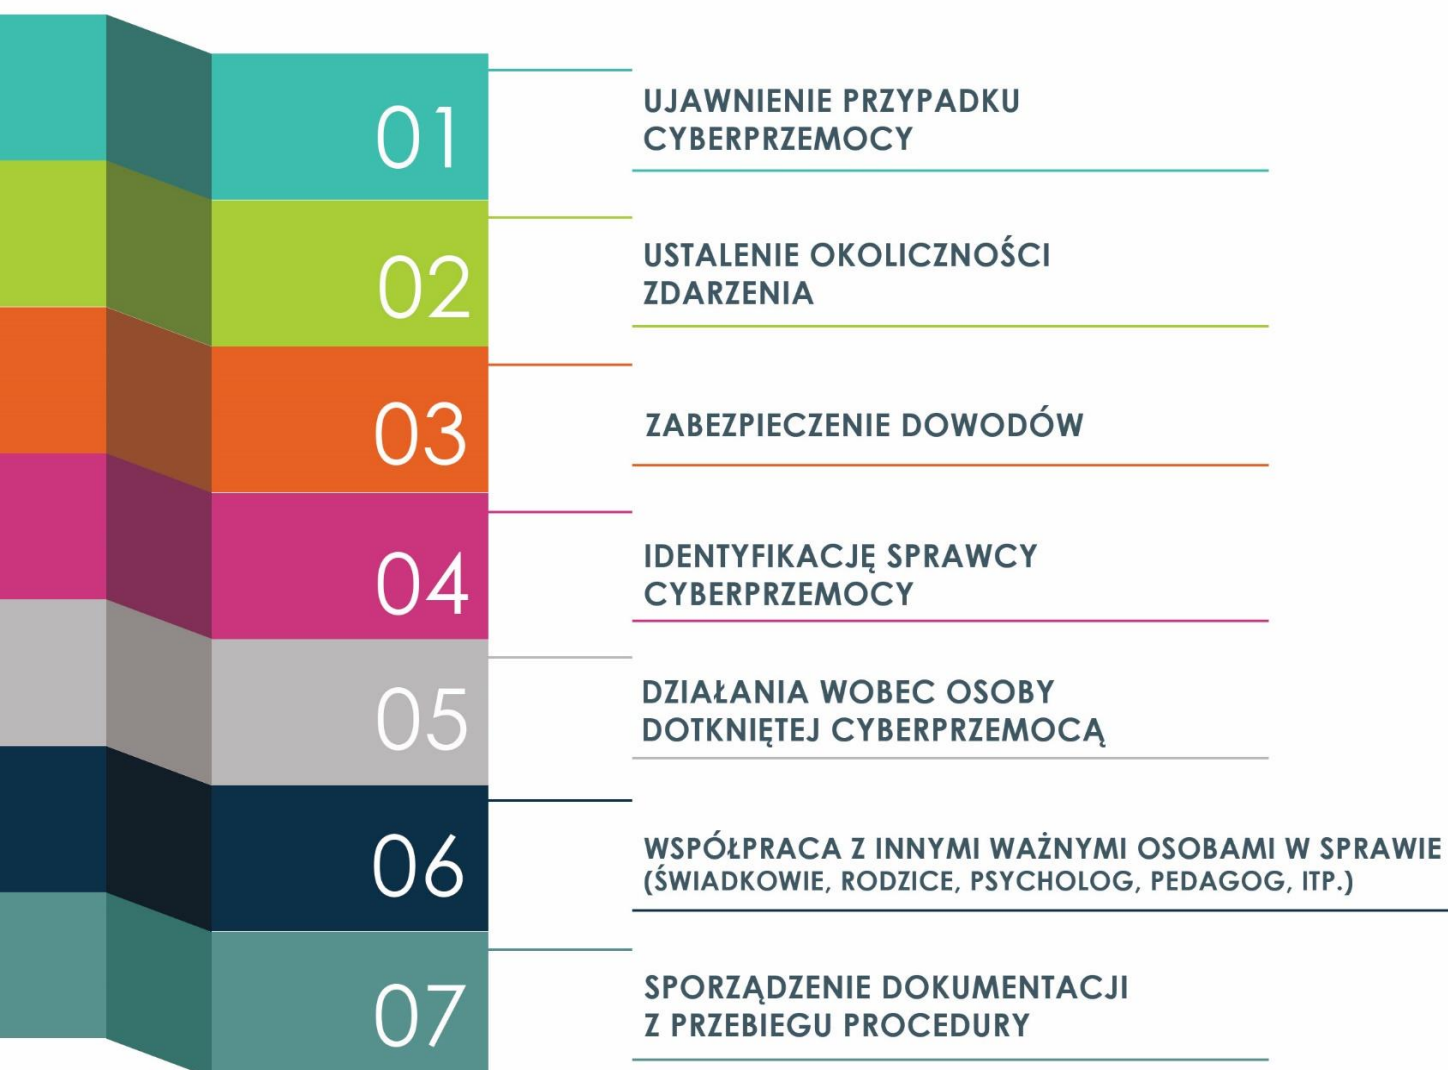 01
UJAWNIENIE PRZYPADKU
CYBERPRZEMOCY
02
USTALENIE OKOLICZNOŚCI
ZDARZENIA
03
ZABEZPIECZENIE DOWODÓW
04
IDENTYFIKACJĘ SPRAWCY
CYBERPRZEMOCY
05
DZIAŁANIA WOBEC OSOBY
DOTKNIĘTEJ CYBERPRZEMOCĄ
06
WSPÓŁPRACA Z INNYMI WAŻNYMI OSOBAMI W SPRAWIE
(ŚWIADKOWIE, RODZICE, PSYCHOLOG, PEDAGOG, ITP.)
07
SPORZĄDZENIE DOKUMENTACJI
Z PRZEBIEGU PROCEDURY